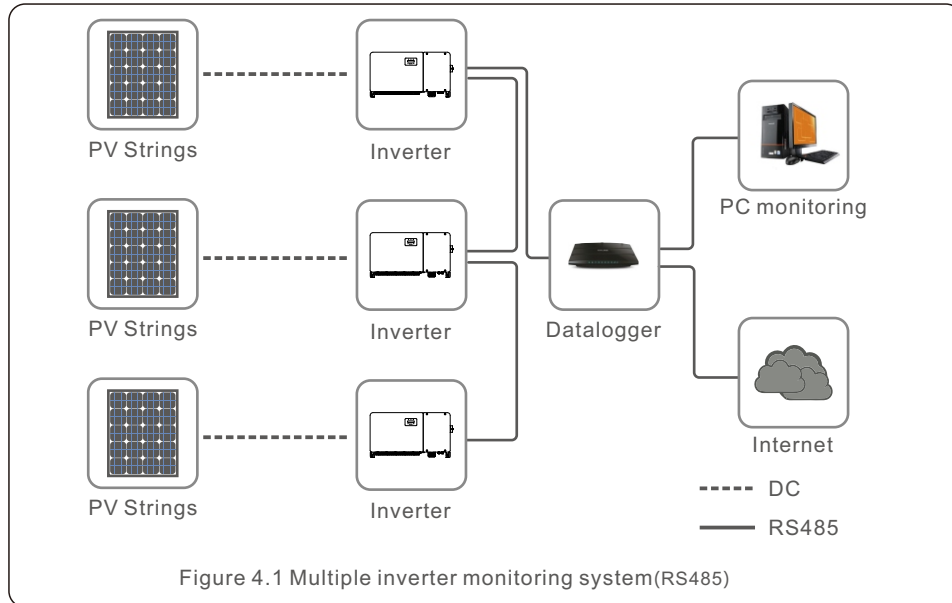 PV Strings
Inverter
PC monitoring
PV Strings
Inverter
Datalogger
PV Strings
Inverter
Internet
DC
RS485
Figure 4.1 Multiple inverter monitoring system(RS485)